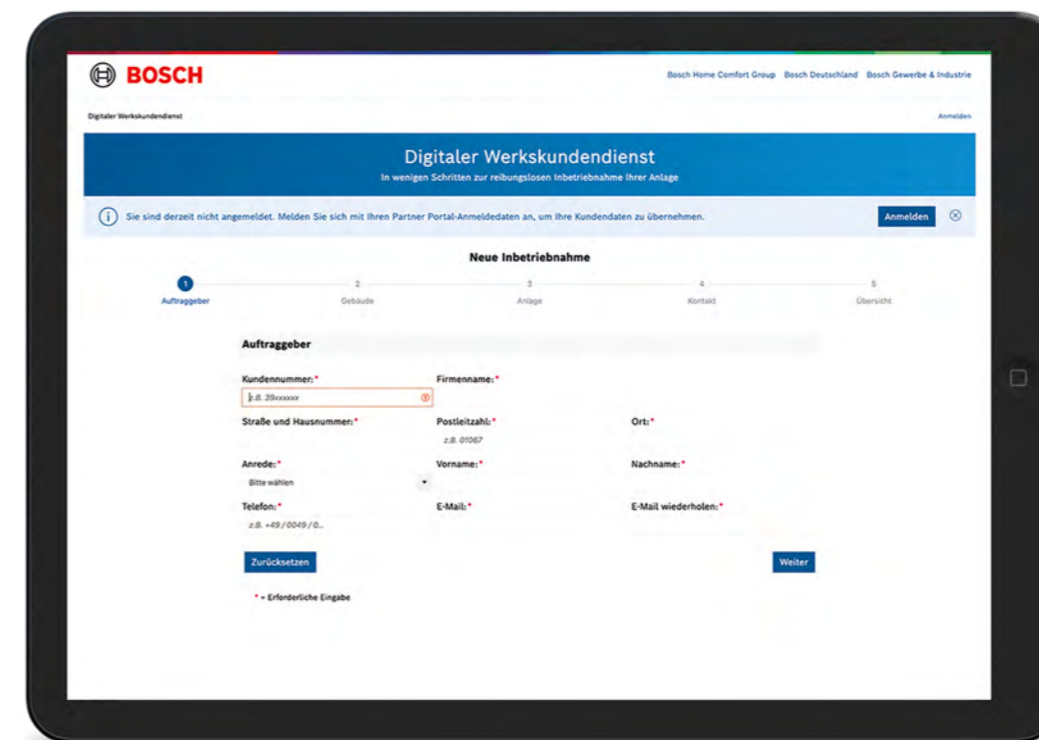 BOSCH
Bosch Home Comfort Group Bosch Deutschland Bosch Gewerbe & Industrie
Digitaler Werkskundendienst Anmelden
Digitaler Werkskundendienst
In wenigen Schritten zur reibungslosen Inbetriebnahme Ihrer Anlage
Sie sind derzeit nicht angemeldet. Melden Sie sich mit Ihren Partner Portal-Anmeldedaten an, um Ihre Kundendaten zu übernehmen. Anmelden
Neue Inbetriebnahme
1 2 3 4 5
Auftraggeber Gebäude Anlage Kontakt Übersicht
Auftraggeber
Kundennummer:* Firmenname:*
z.B. 39xxxxxx
Straße und Hausnummer:* Postleitzahl:* Ort:*
z.B. 01067
Anrede:* Vorname:* Nachname:*
Bitte wählen
Telefon:* E-Mail:* E-Mail wiederholen:*
z.B. +49/0049/0...
Zurücksetzen Weiter
* = Erforderliche Eingabe